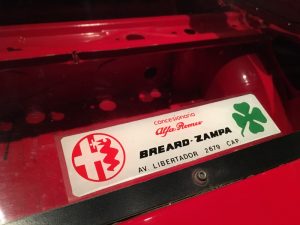 concesionario
Alfa-Romeo
BREARD-ZAMPA
AV. LIBERTADOR 2679 CAP.